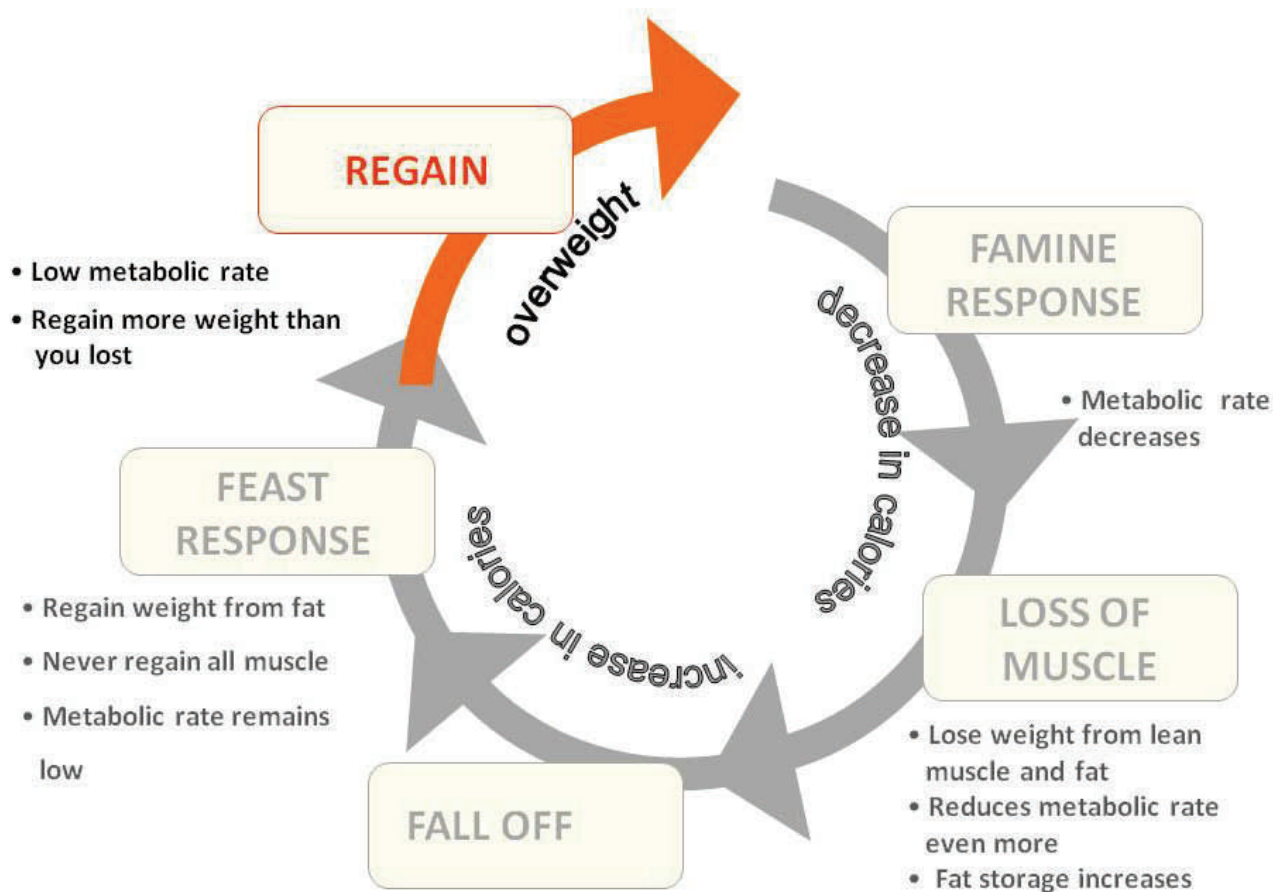 REGAIN
overweight
• Low metabolic rate
• Regain more weight than
you lost
FAMINE
RESPONSE
decrease in calories
• Metabolic rate
decreases
LOSS OF
MUSCLE
• Lose weight from lean
muscle and fat
• Reduces metabolic rate
even more
• Fat storage increases
increase in calories
FALL OFF
FEAST
RESPONSE
• Regain weight from fat
• Never regain all muscle
• Metabolic rate remains
low